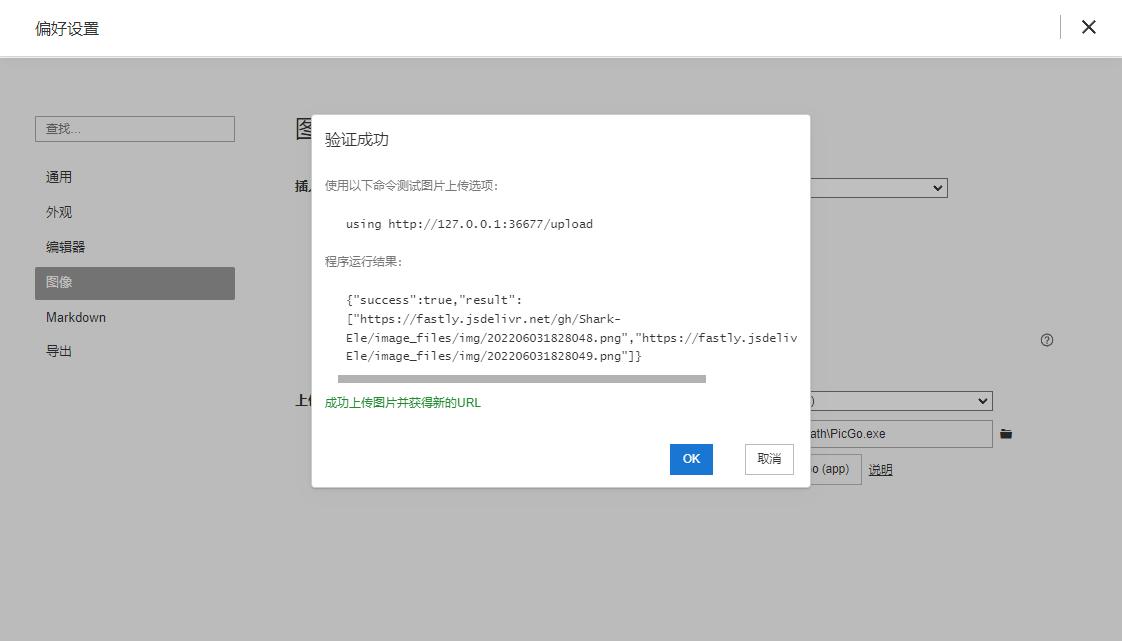 偏好设置
查找...
通用
外观
编辑器
图像
Markdown
导出
图
插
验证成功
使用以下命令测试图片上传选项:
using http://127.0.0.1:36677/upload
程序运行结果:
{"success":true,"result":
["https://fastly.jsdelivr.net/gh/Shark-
Ele/image_files/img/202206031828048.png","https://fastly.jsdeliv
Ele/image_files/img/202206031828049.png"]}
成功上传图片并获得新的URL
OK
取消
上
)
ath\PicGo.exe
o (app)
说明